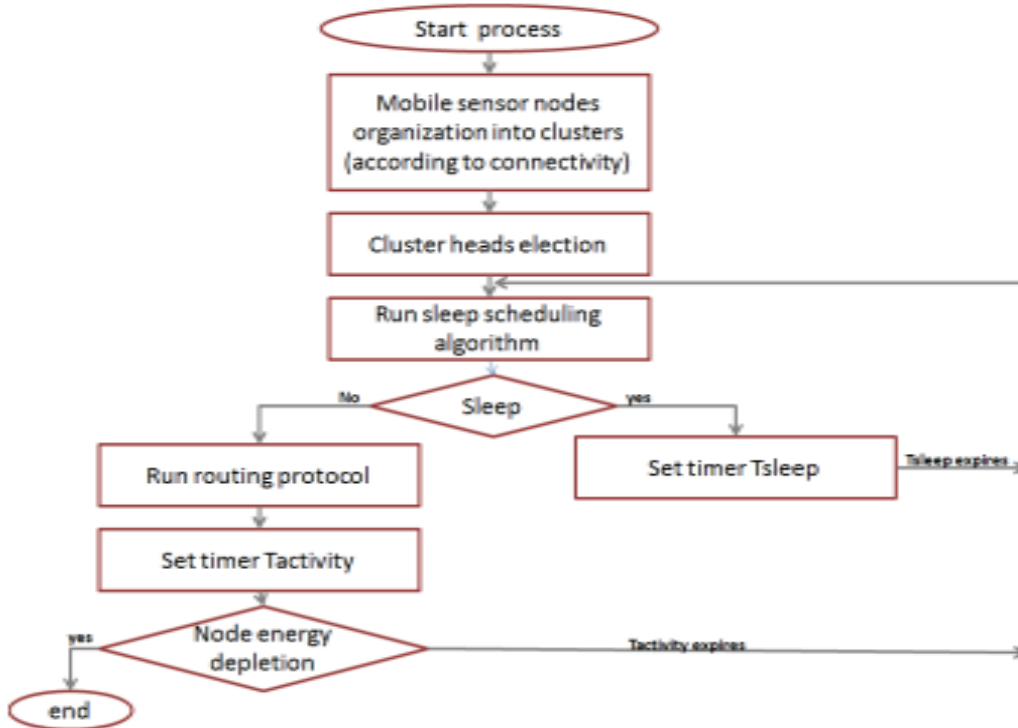 Start process
Mobile sensor nodes
organization into clusters
(according to connectivity)
Cluster heads election
Run sleep scheduling
algorithm
No
Sleep
yes
Run routing protocol
Set timer Tsleep
Tsleep expires
Set timer Tactivity
yes
Node energy
depletion
Tactivity expires
end